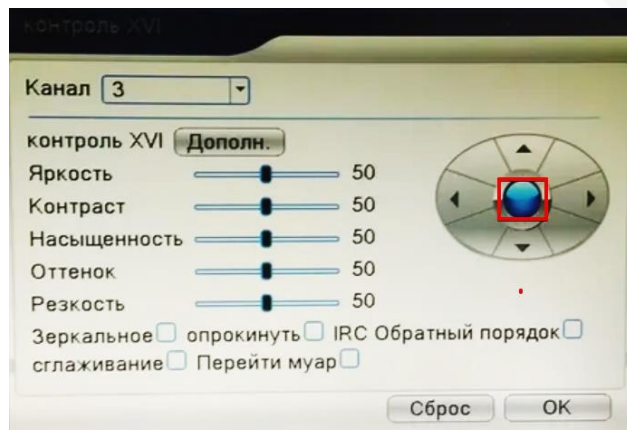 контроль XVI
Канал 3
контроль XVI Дополн.
Яркость 50
Контраст 50
Насыщенность 50
Оттенок 50
Резкость 50
Зеркальное опрокинуть IRC Обратный порядок
сглаживание Перейти муар
Сброс OK